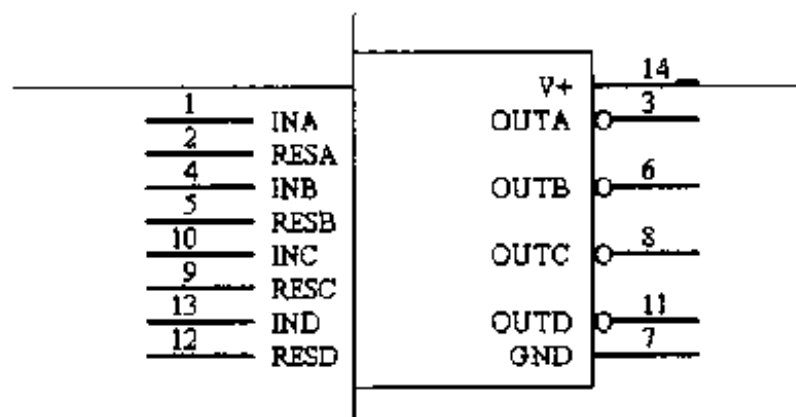 V+ 14
1 INA OUTA 3
2 RESA
4 INB OUTB 6
5 RESB
10 INC OUTC 8
9 RESC
13 IND OUTD 11
12 RESD GND 7